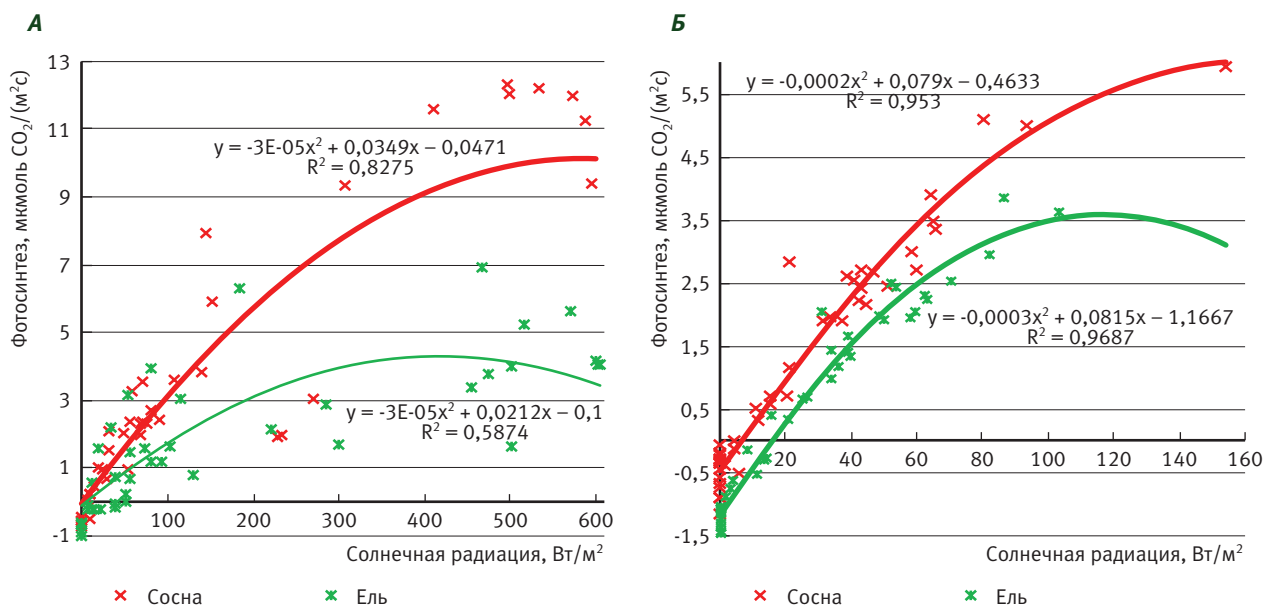 А
Фотосинтез, мкмоль CO₂/(м²с)
13
11
9
7
5
3
1
-1
y = -3E-05x² + 0,0349x – 0,0471
R² = 0,8275
y = -3E-05x² + 0,0212x – 0,1
R² = 0,5874
100 200 300 400 500 600
Солнечная радиация, Вт/м²
Сосна Ель
Б
Фотосинтез, мкмоль CO₂/(м²с)
5,5
4,5
3,5
2,5
1,5
0,5
-0,5
-1,5
y = -0,0002x² + 0,079x – 0,4633
R² = 0,953
y = -0,0003x² + 0,0815x – 1,1667
R² = 0,9687
20 40 60 80 100 120 140 160
Солнечная радиация, Вт/м²
Сосна Ель